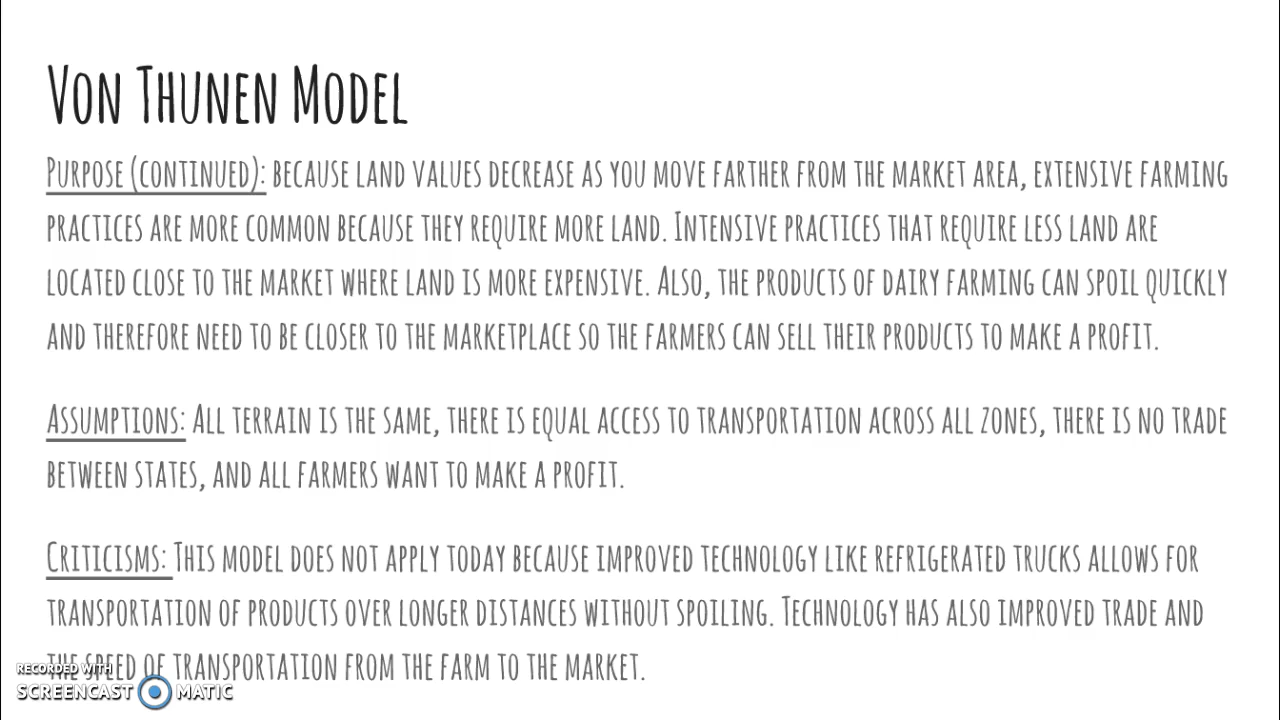 Von Thunen Model
Purpose (continued): because land values decrease as you move farther from the market area, extensive farming
practices are more common because they require more land. Intensive practices that require less land are
located close to the market where land is more expensive. Also, the products of dairy farming can spoil quickly
and therefore need to be closer to the marketplace so the farmers can sell their products to make a profit.
Assumptions: All terrain is the same, there is equal access to transportation across all zones, there is no trade
between states, and all farmers want to make a profit.
Criticisms: This model does not apply today because improved technology like refrigerated trucks allows for
transportation of products over longer distances without spoiling. Technology has also improved trade and
the speed of transportation from the farm to the market.
RECORDED WITH
SCREENCAST MATIC